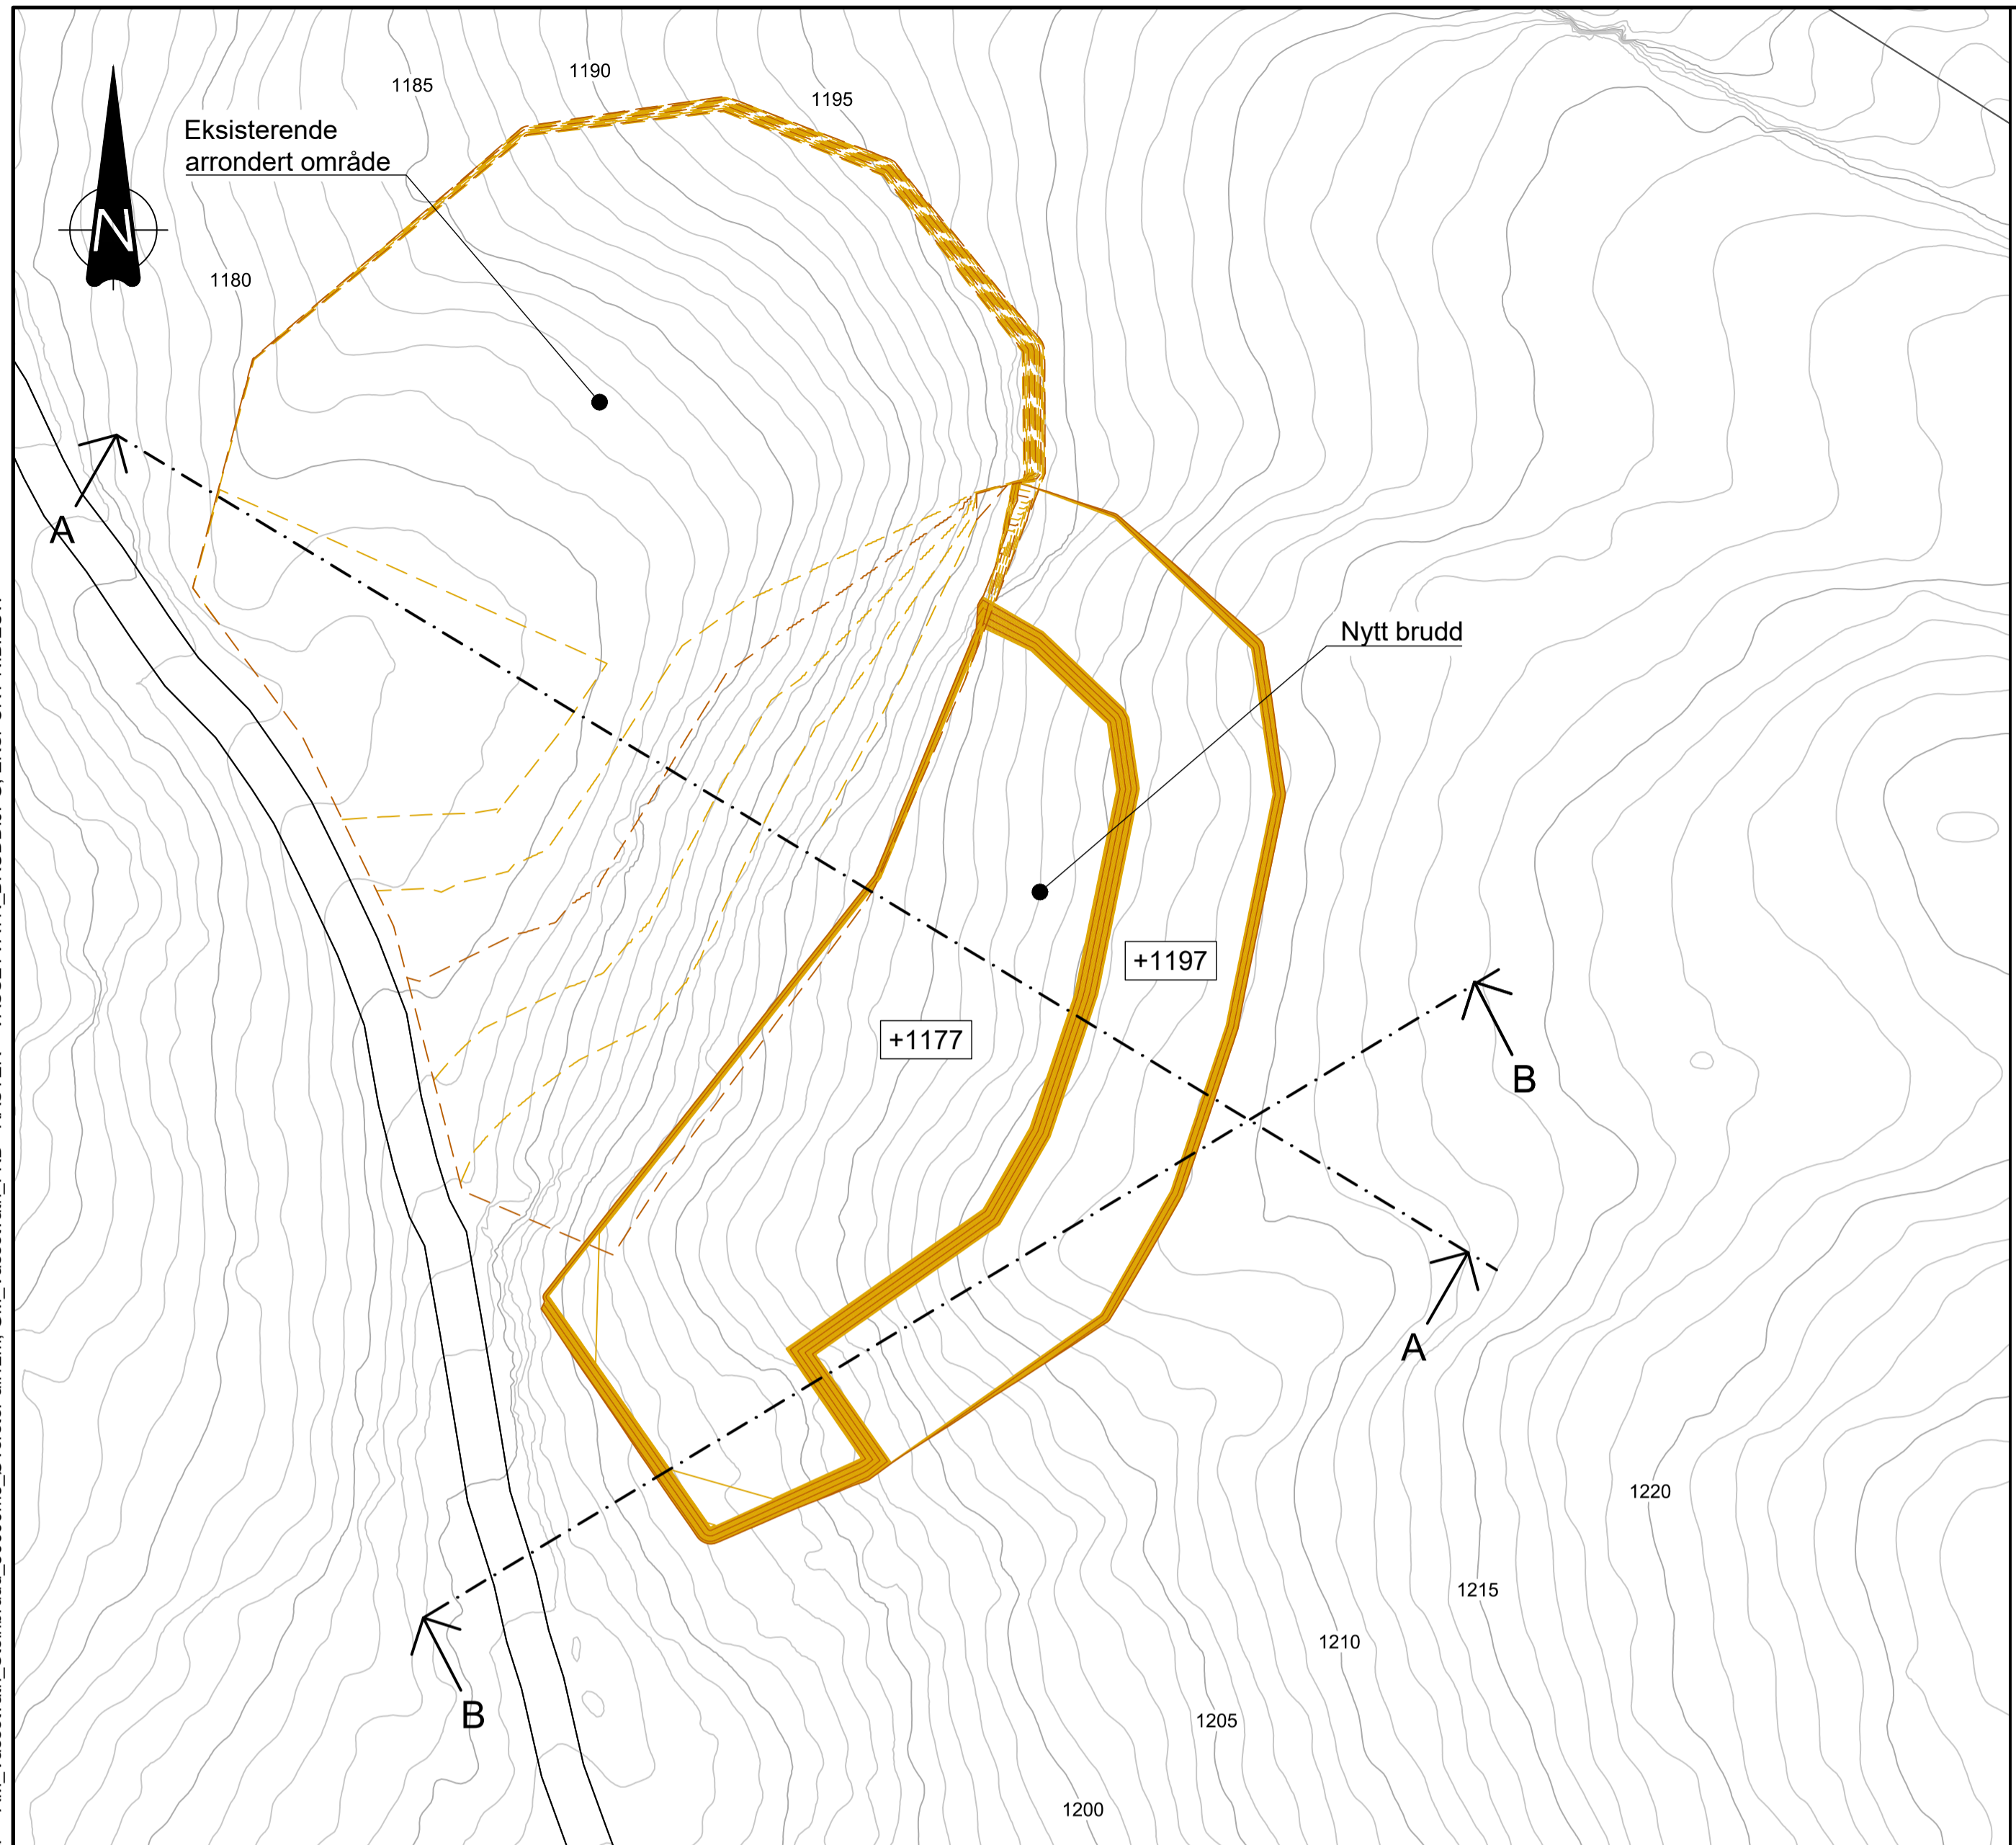 1190
1185
1195
Eksisterende
arrondert område
N
1180
A
Nytt brudd
+1197
+1177
B
A
1220
1215
1210
B
1205
1200